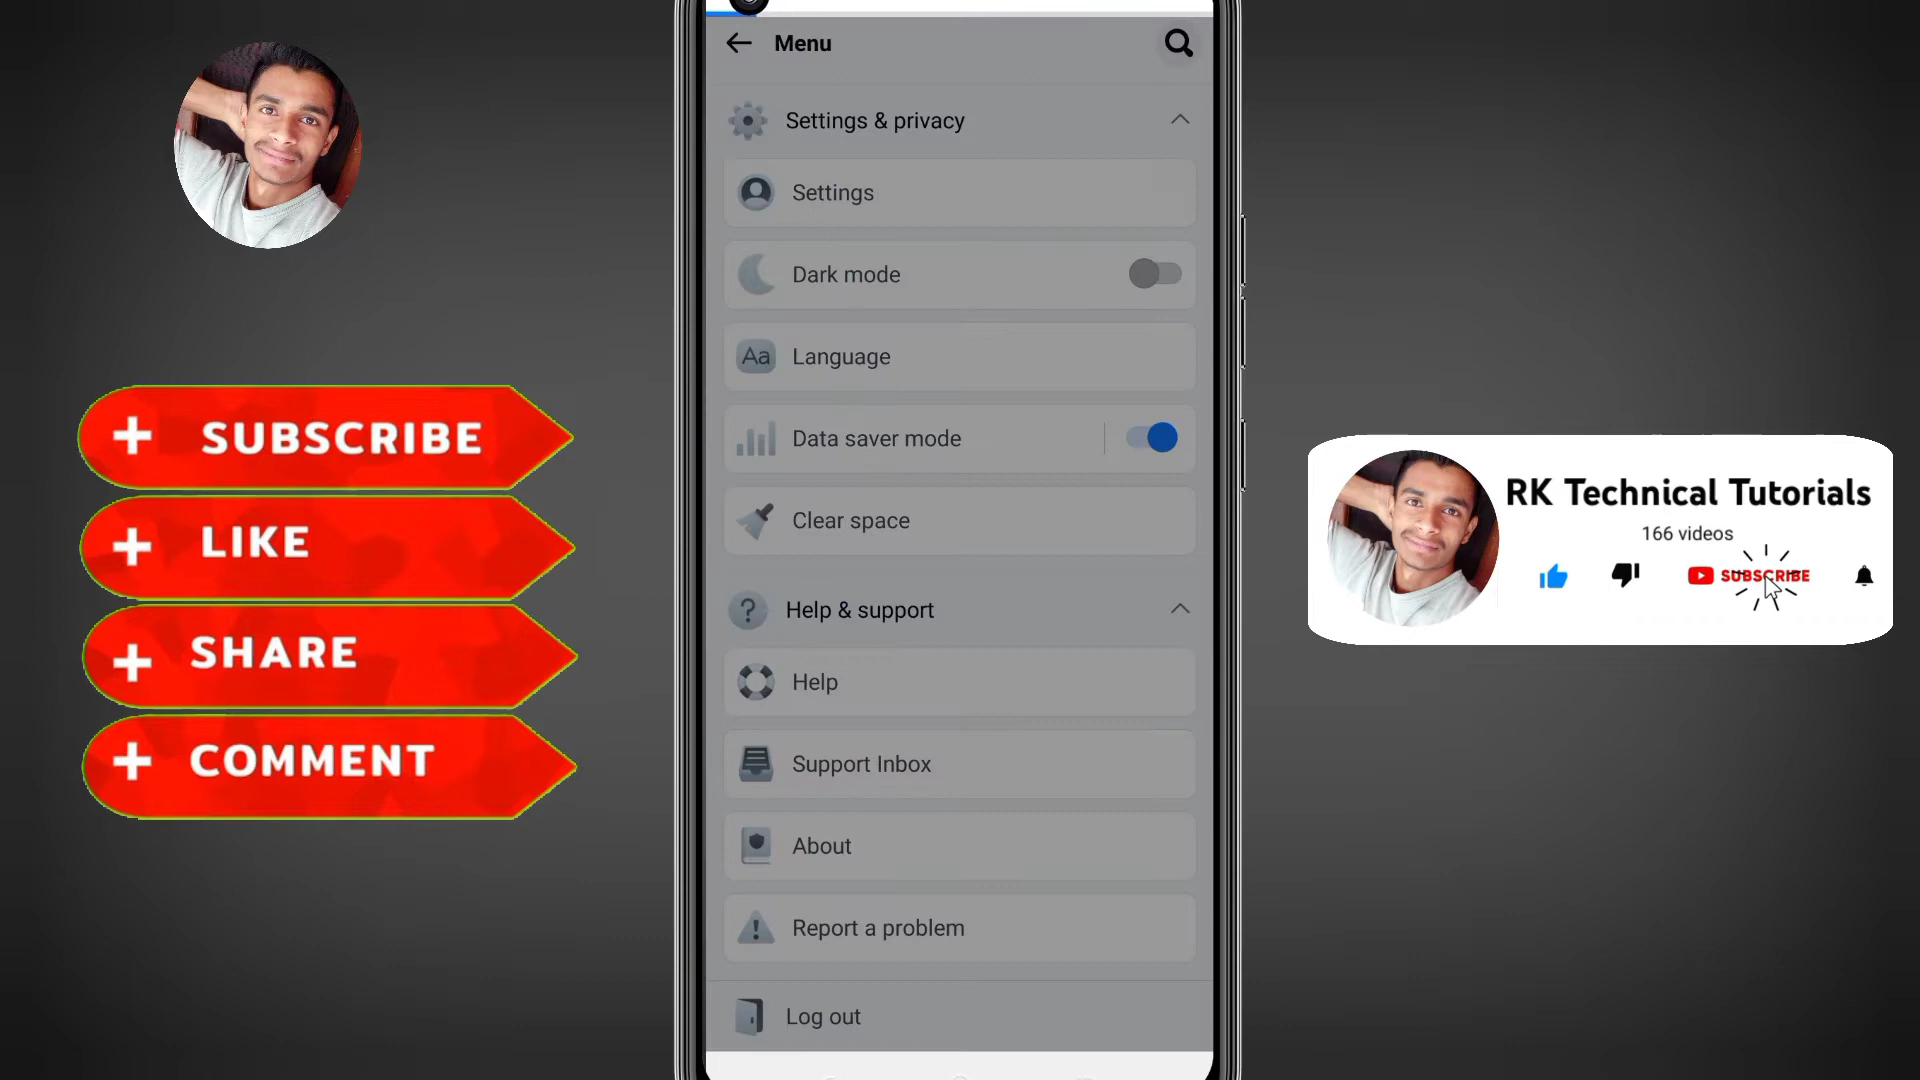 Menu
Settings & privacy
Settings
Dark mode
Aa Language
Data saver mode
Clear space
? Help & support
Help
Support Inbox
About
Report a problem
Log out
+ SUBSCRIBE
+ LIKE
+ SHARE
+ COMMENT
RK Technical Tutorials
166 videos
SUBSCRIBE